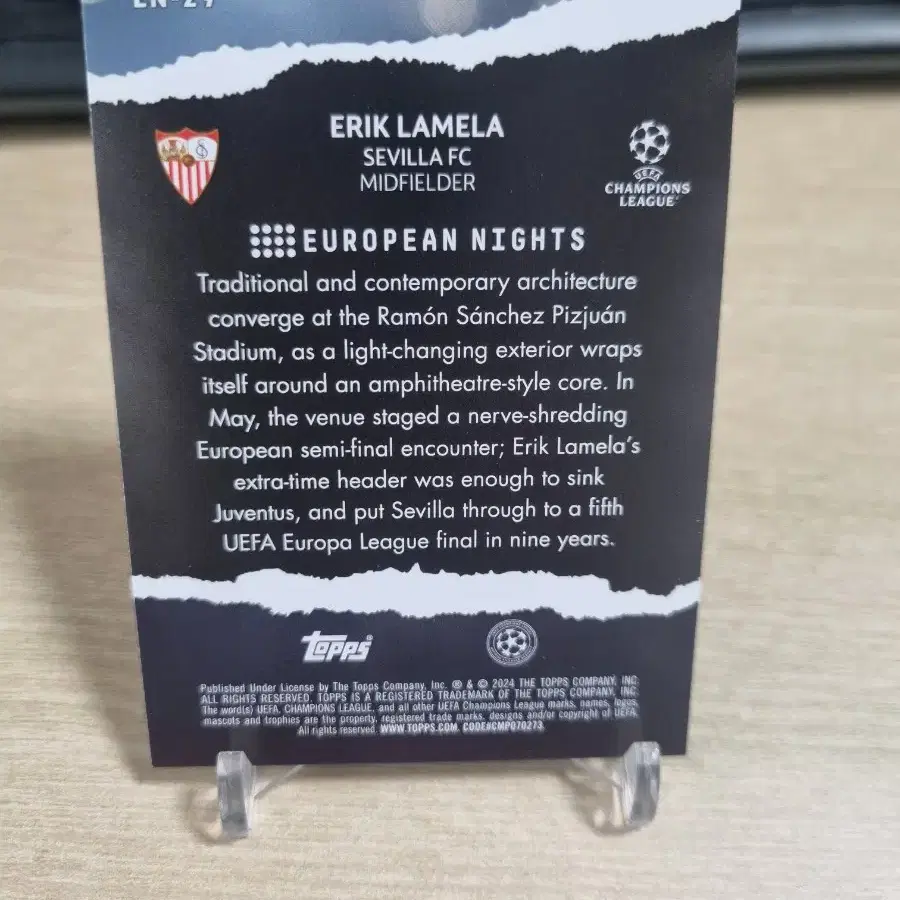 EN-29
ERIK LAMELA
SEVILLA FC
MIDFIELDER
UEFA
CHAMPIONS
LEAGUE
EUROPEAN NIGHTS
Traditional and contemporary architecture
converge at the Ramón Sánchez Pizjuán
Stadium, as a light-changing exterior wraps
itself around an amphitheatre-style core. In
May, the venue staged a nerve-shredding
European semi-final encounter; Erik Lamela's
extra-time header was enough to sink
Juventus, and put Sevilla through to a fifth
UEFA Europa League final in nine years.
Topps®
Published Under License by The Topps Company, Inc. ® & © 2024 THE TOPPS COMPANY, INC.
ALL RIGHTS RESERVED. TOPPS IS A REGISTERED TRADEMARK OF THE TOPPS COMPANY, INC.
The word(s) UEFA, CHAMPIONS LEAGUE, and all other UEFA Champions League marks, names, logos,
mascots and trophies are the property, registered trade marks, designs and/or copyright of UEFA.
All rights reserved. WWW.TOPPS.COM. CODE#CMP070273.